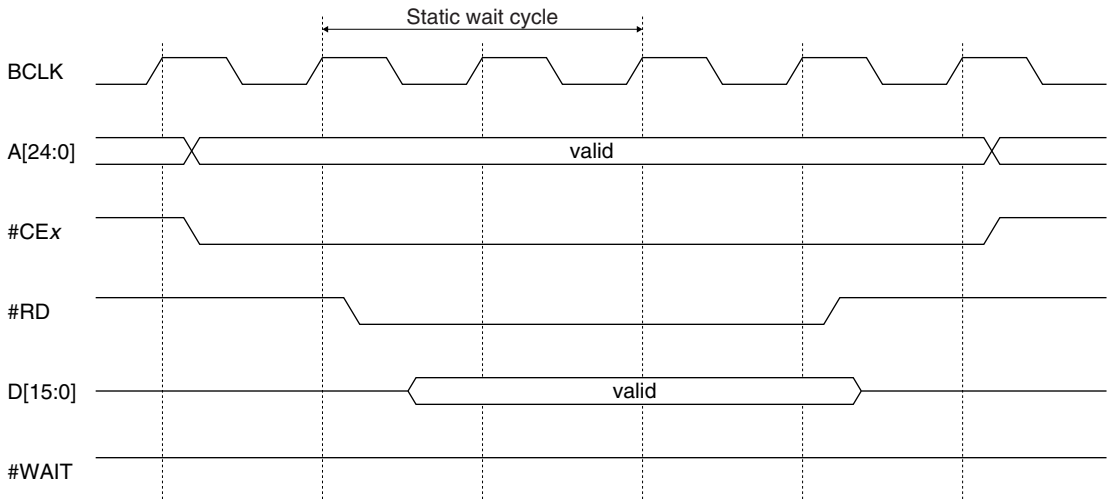 Static wait cycle
BCLK
A[24:0]
valid
#CEx
#RD
D[15:0]
valid
#WAIT